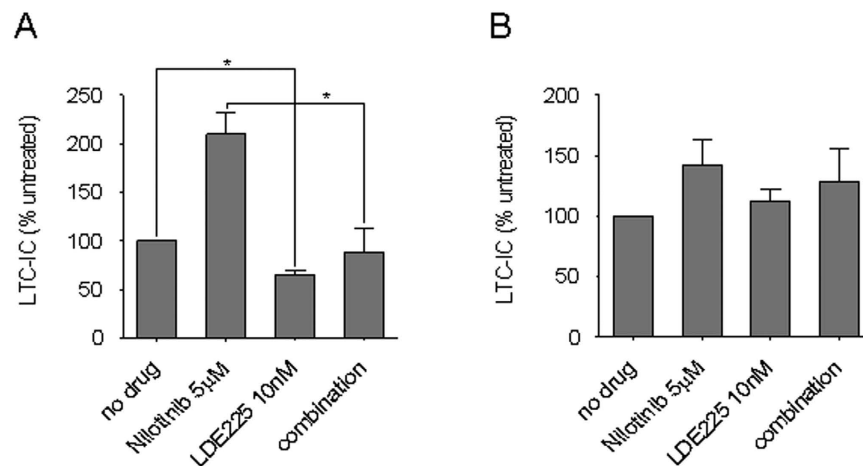 A
*
*
LTC-IC (% untreated)
250
200
150
100
50
0
no drug
Nilotinib 5µM
LDE225 10nM
combination
B
LTC-IC (% untreated)
200
150
100
50
0
no drug
Nilotinib 5µM
LDE225 10nM
combination